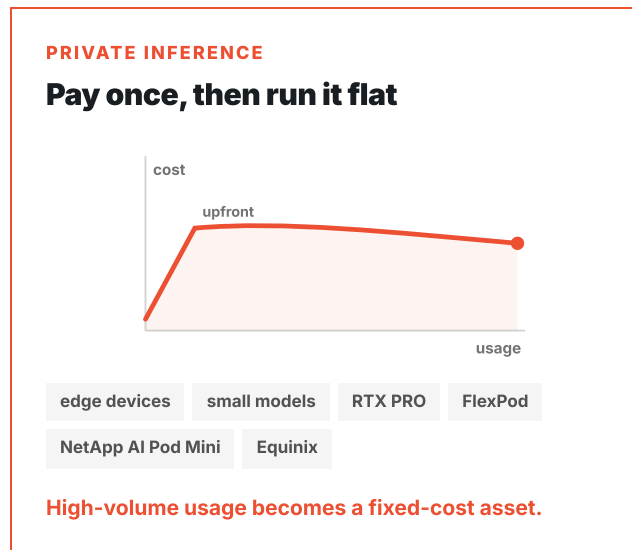 PRIVATE INFERENCE
Pay once, then run it flat
cost
upfront
usage
edge devices small models RTX PRO FlexPod
NetApp AI Pod Mini Equinix
High-volume usage becomes a fixed-cost asset.